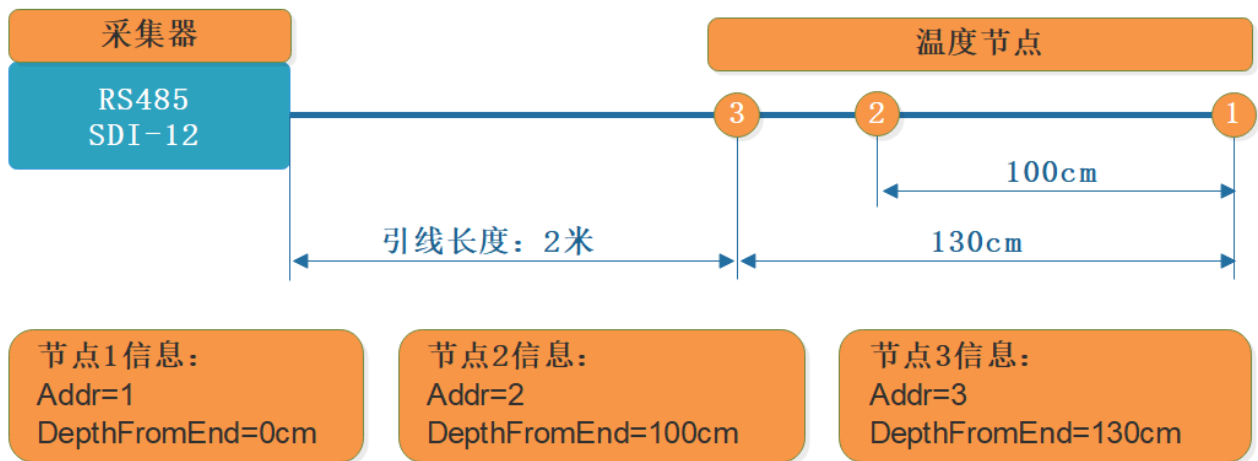 采集器
温度节点
RS485
SDI-12
3
2
1
100cm
引线长度：2米
130cm
节点1信息：
Addr=1
DepthFromEnd=0cm
节点2信息：
Addr=2
DepthFromEnd=100cm
节点3信息：
Addr=3
DepthFromEnd=130cm